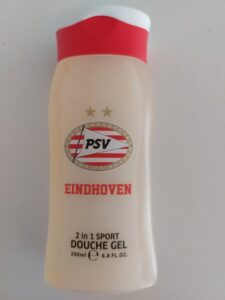 PSV
EINDHOVEN
2 in 1 SPORT
DOUCHE GEL
200ml ℮ 6.8 FL.OZ.